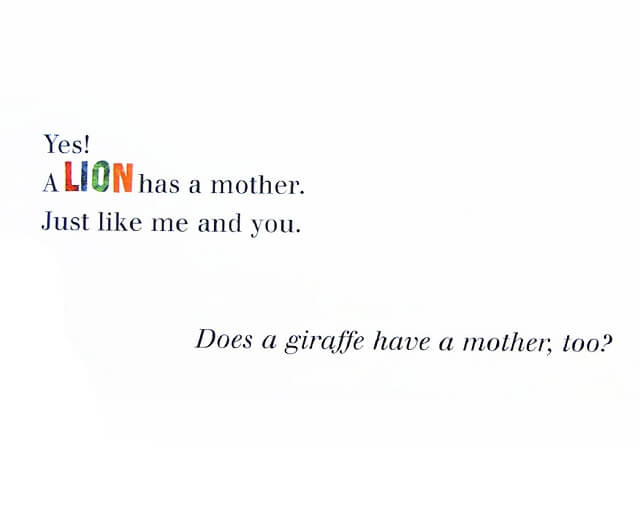 Yes!
A LION has a mother.
Just like me and you.
Does a giraffe have a mother, too?